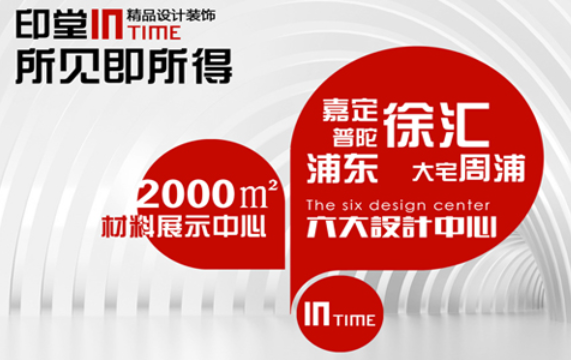 印堂IN TIME 精品设计装饰
所见即所得
嘉定
普陀 徐汇
浦东 大宅周浦
The six design center
六大設計中心
2000㎡
材料展示中心
IN TIME